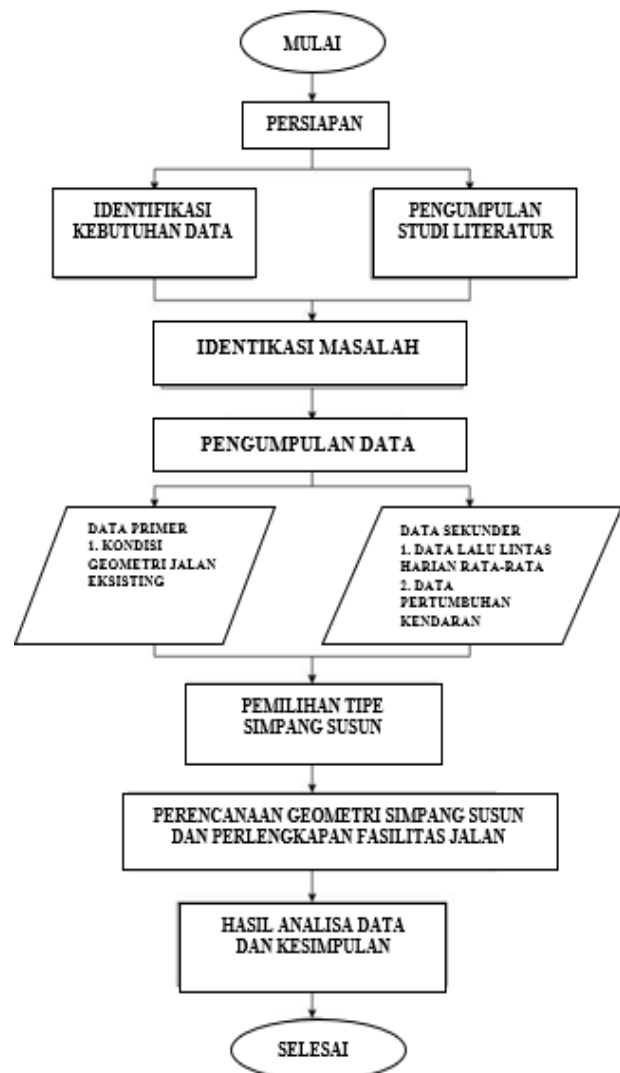 MULAI
PERSIAPAN
IDENTIFIKASI
KEBUTUHAN DATA
PENGUMPULAN
STUDI LITERATUR
IDENTIKASI MASALAH
PENGUMPULAN DATA
DATA PRIMER
1. KONDISI
GEOMETRI JALAN
EKSISTING
DATA SEKUNDER
1. DATA LALU LINTAS
HARIAN RATA-RATA
2. DATA
PERTUMBUHAN
KENDARAN
PEMILIHAN TIPE
SIMPANG SUSUN
PERENCANAAN GEOMETRI SIMPANG SUSUN
DAN PERLENGKAPAN FASILITAS JALAN
HASIL ANALISA DATA
DAN KESIMPULAN
SELESAI